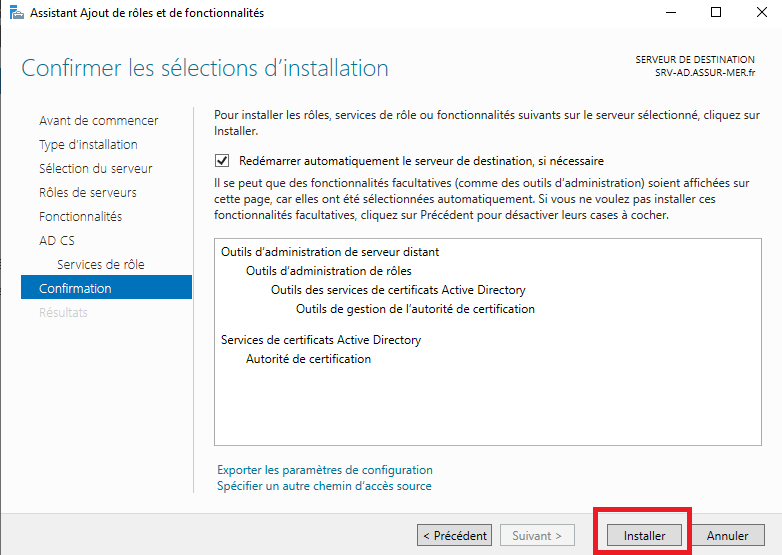 Assistant Ajout de rôles et de fonctionnalités
Confirmer les sélections d'installation
SERVEUR DE DESTINATION
SRV-AD.ASSUR-MER.fr
Avant de commencer
Type d'installation
Sélection du serveur
Rôles de serveurs
Fonctionnalités
AD CS
Services de rôle
Confirmation
Résultats
Pour installer les rôles, services de rôle ou fonctionnalités suivants sur le serveur sélectionné, cliquez sur
Installer.
Redémarrer automatiquement le serveur de destination, si nécessaire
Il se peut que des fonctionnalités facultatives (comme des outils d'administration) soient affichées sur
cette page, car elles ont été sélectionnées automatiquement. Si vous ne voulez pas installer ces
fonctionnalités facultatives, cliquez sur Précédent pour désactiver leurs cases à cocher.
Outils d'administration de serveur distant
Outils d'administration de rôles
Outils des services de certificats Active Directory
Outils de gestion de l'autorité de certification
Services de certificats Active Directory
Autorité de certification
Exporter les paramètres de configuration
Spécifier un autre chemin d'accès source
< Précédent
Suivant >
Installer
Annuler